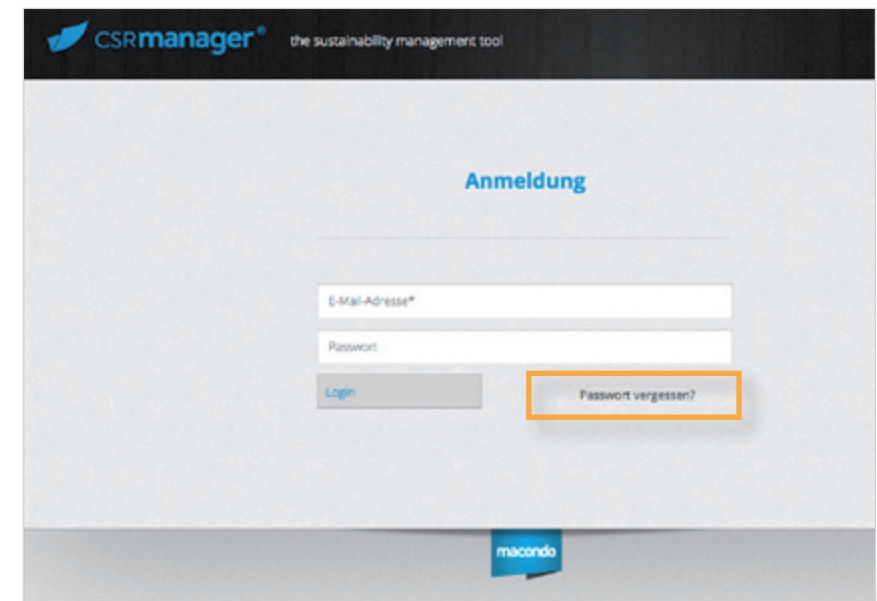 CSRmanager® the sustainability management tool
Anmeldung
E-Mail-Adresse*
Passwort
Login Passwort vergessen?
macondo